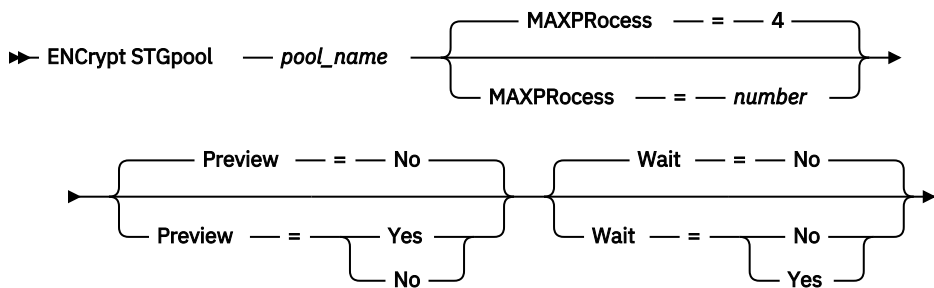 MAXPRocess = 4
ENCrypt STGpool pool_name
MAXPRocess = number
Preview = No
Wait = No
Preview = Yes
No
Wait = No
Yes